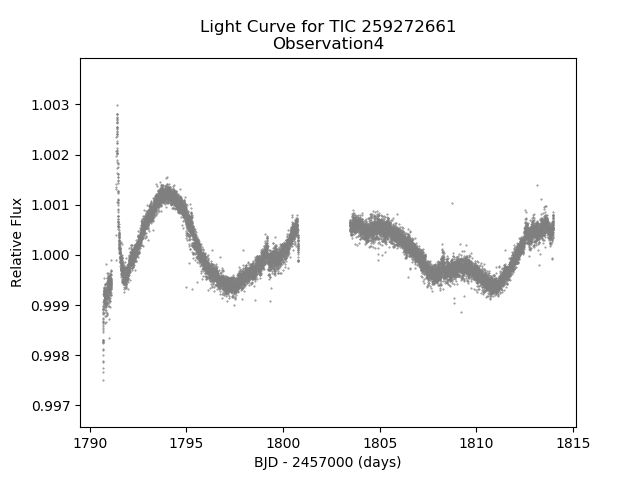 Light Curve for TIC 259272661
Observation4
Relative Flux
1.003
1.002
1.001
1.000
0.999
0.998
0.997
1790 1795 1800 1805 1810 1815
BJD - 2457000 (days)